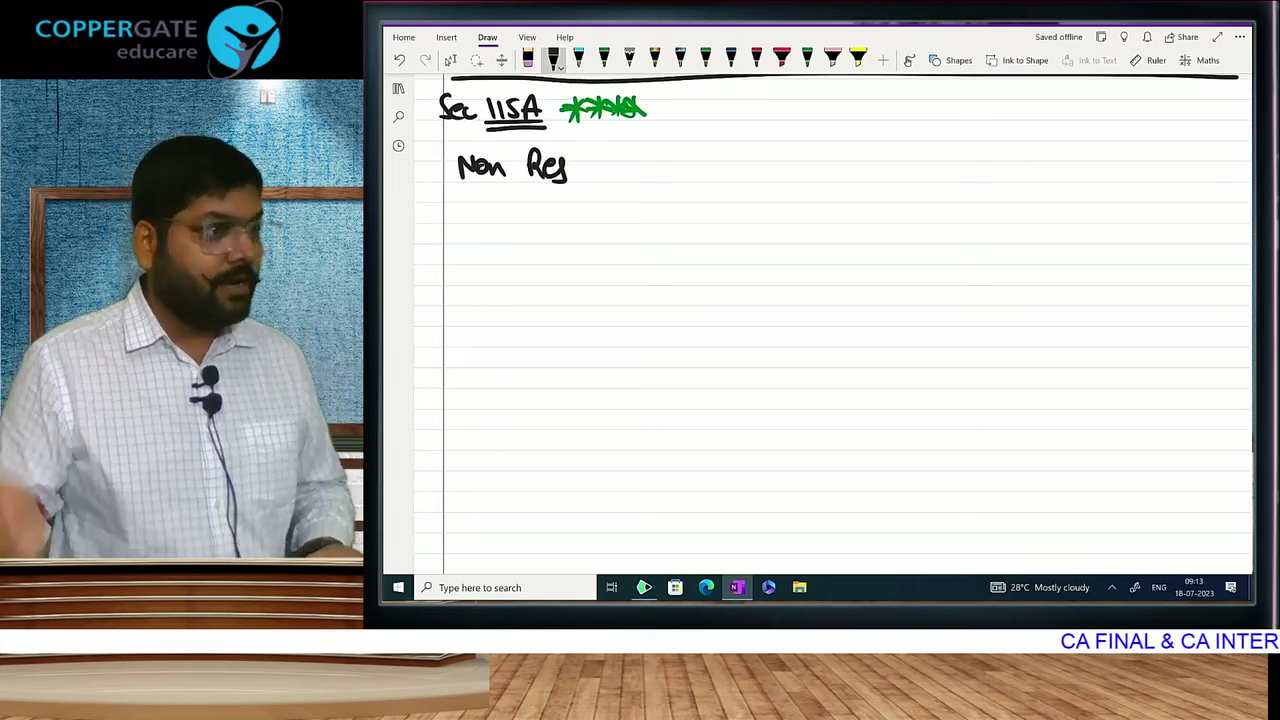 COPPERGATE
educare
Home Insert Draw View Help
Saved offline
Share
Shapes
Ink to Shape
Ink to Text
Ruler
Maths
Sec 115A
Non Res
Type here to search
28°C Mostly cloudy
ENG
09:13
18-07-2023
CA FINAL & CA INTER